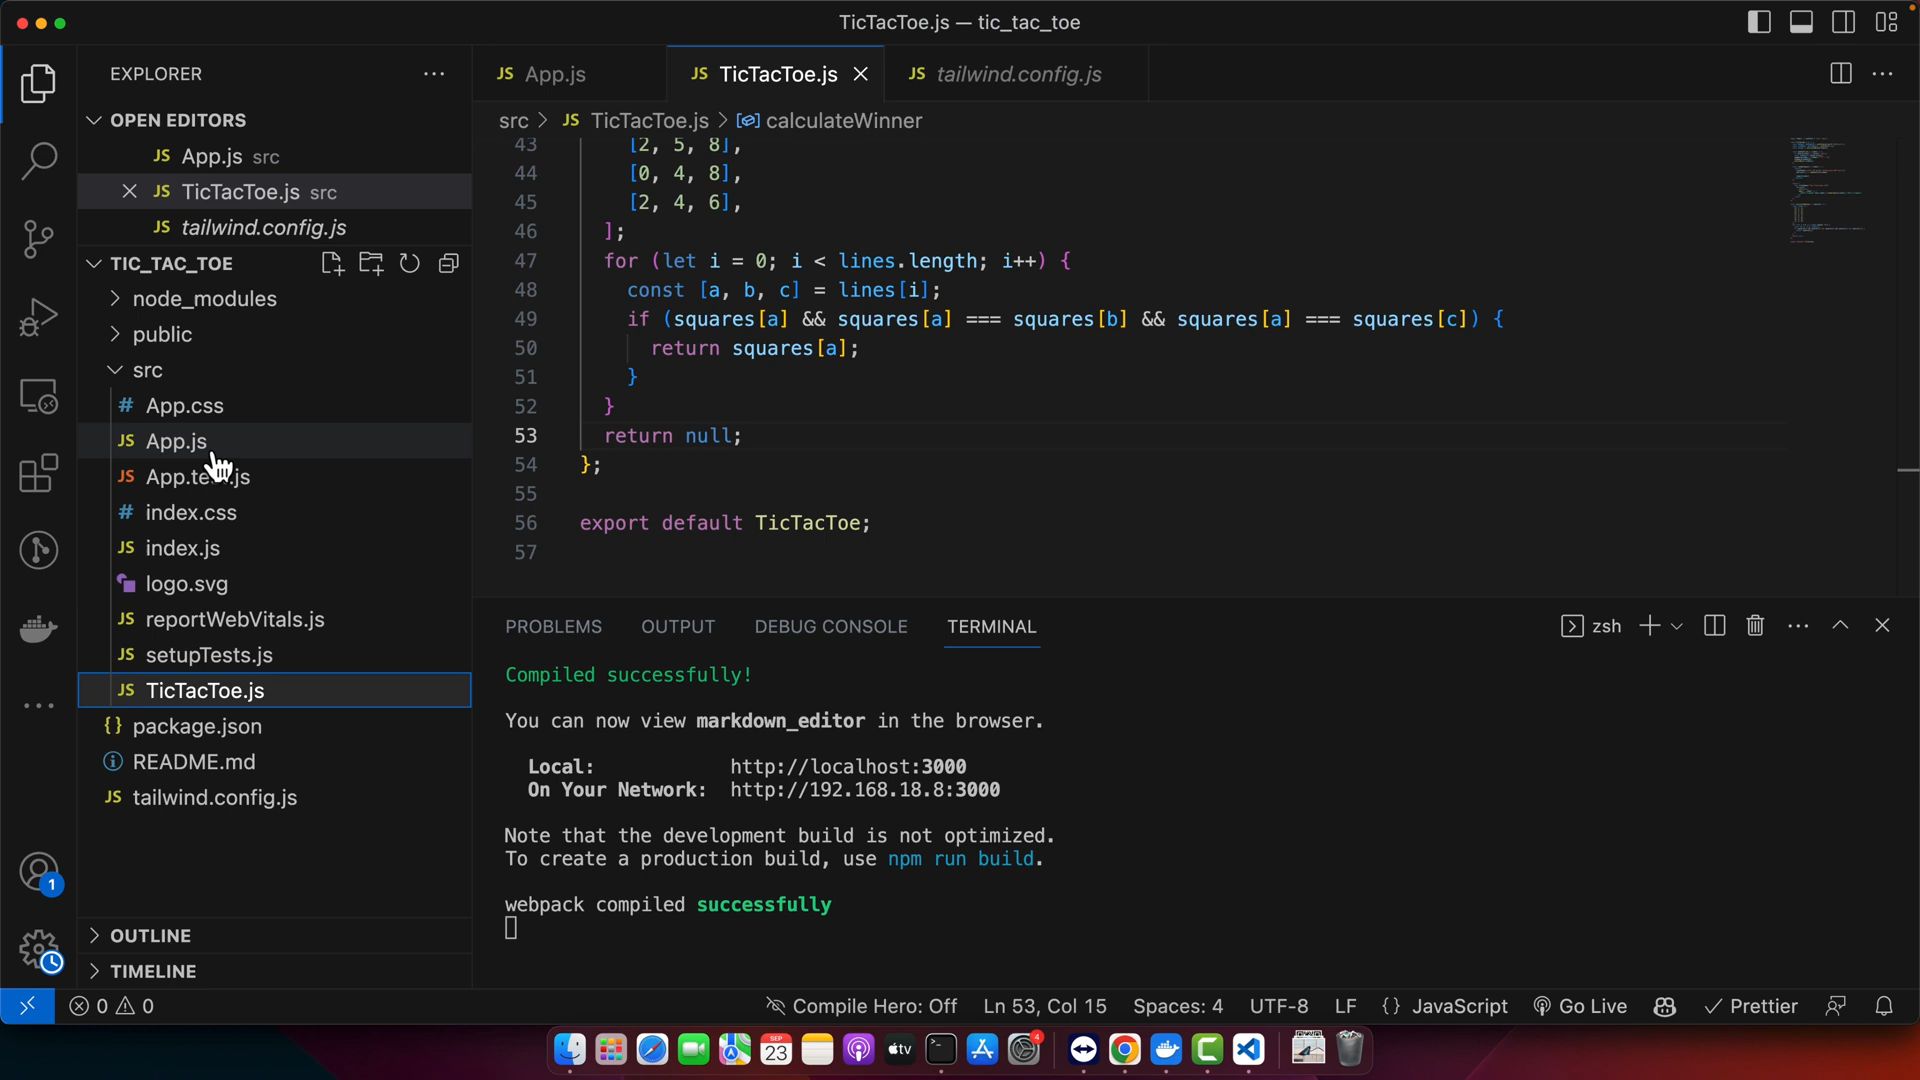 TicTacToe.js — tic_tac_toe
EXPLORER
OPEN EDITORS
JS App.js src
JS TicTacToe.js src
JS tailwind.config.js
TIC_TAC_TOE
node_modules
public
src
# App.css
JS App.js
JS App.te
.js
# index.css
JS index.js
logo.svg
JS reportWebVitals.js
JS setupTests.js
JS TicTacToe.js
{} package.json
README.md
JS tailwind.config.js
OUTLINE
TIMELINE
JS App.js
JS TicTacToe.js
JS tailwind.config.js
src > JS TicTacToe.js > calculateWinner
43 [2, 5, 8],
44 [0, 4, 8],
45 [2, 4, 6],
46 ];
47 for (let i = 0; i < lines.length; i++) {
48 const [a, b, c] = lines[i];
49 if (squares[a] && squares[a] === squares[b] && squares[a] === squares[c]) {
50 return squares[a];
51 }
52 }
53 return null;
54 };
55
56 export default TicTacToe;
57
PROBLEMS OUTPUT DEBUG CONSOLE TERMINAL
zsh
Compiled successfully!
You can now view markdown_editor in the browser.
Local: http://localhost:3000
On Your Network: http://192.168.18.8:3000
Note that the development build is not optimized.
To create a production build, use npm run build.
webpack compiled successfully
1
0 0
Compile Hero: Off
Ln 53, Col 15
Spaces: 4
UTF-8
LF
{} JavaScript
Go Live
Prettier
SEP
23
tv
4